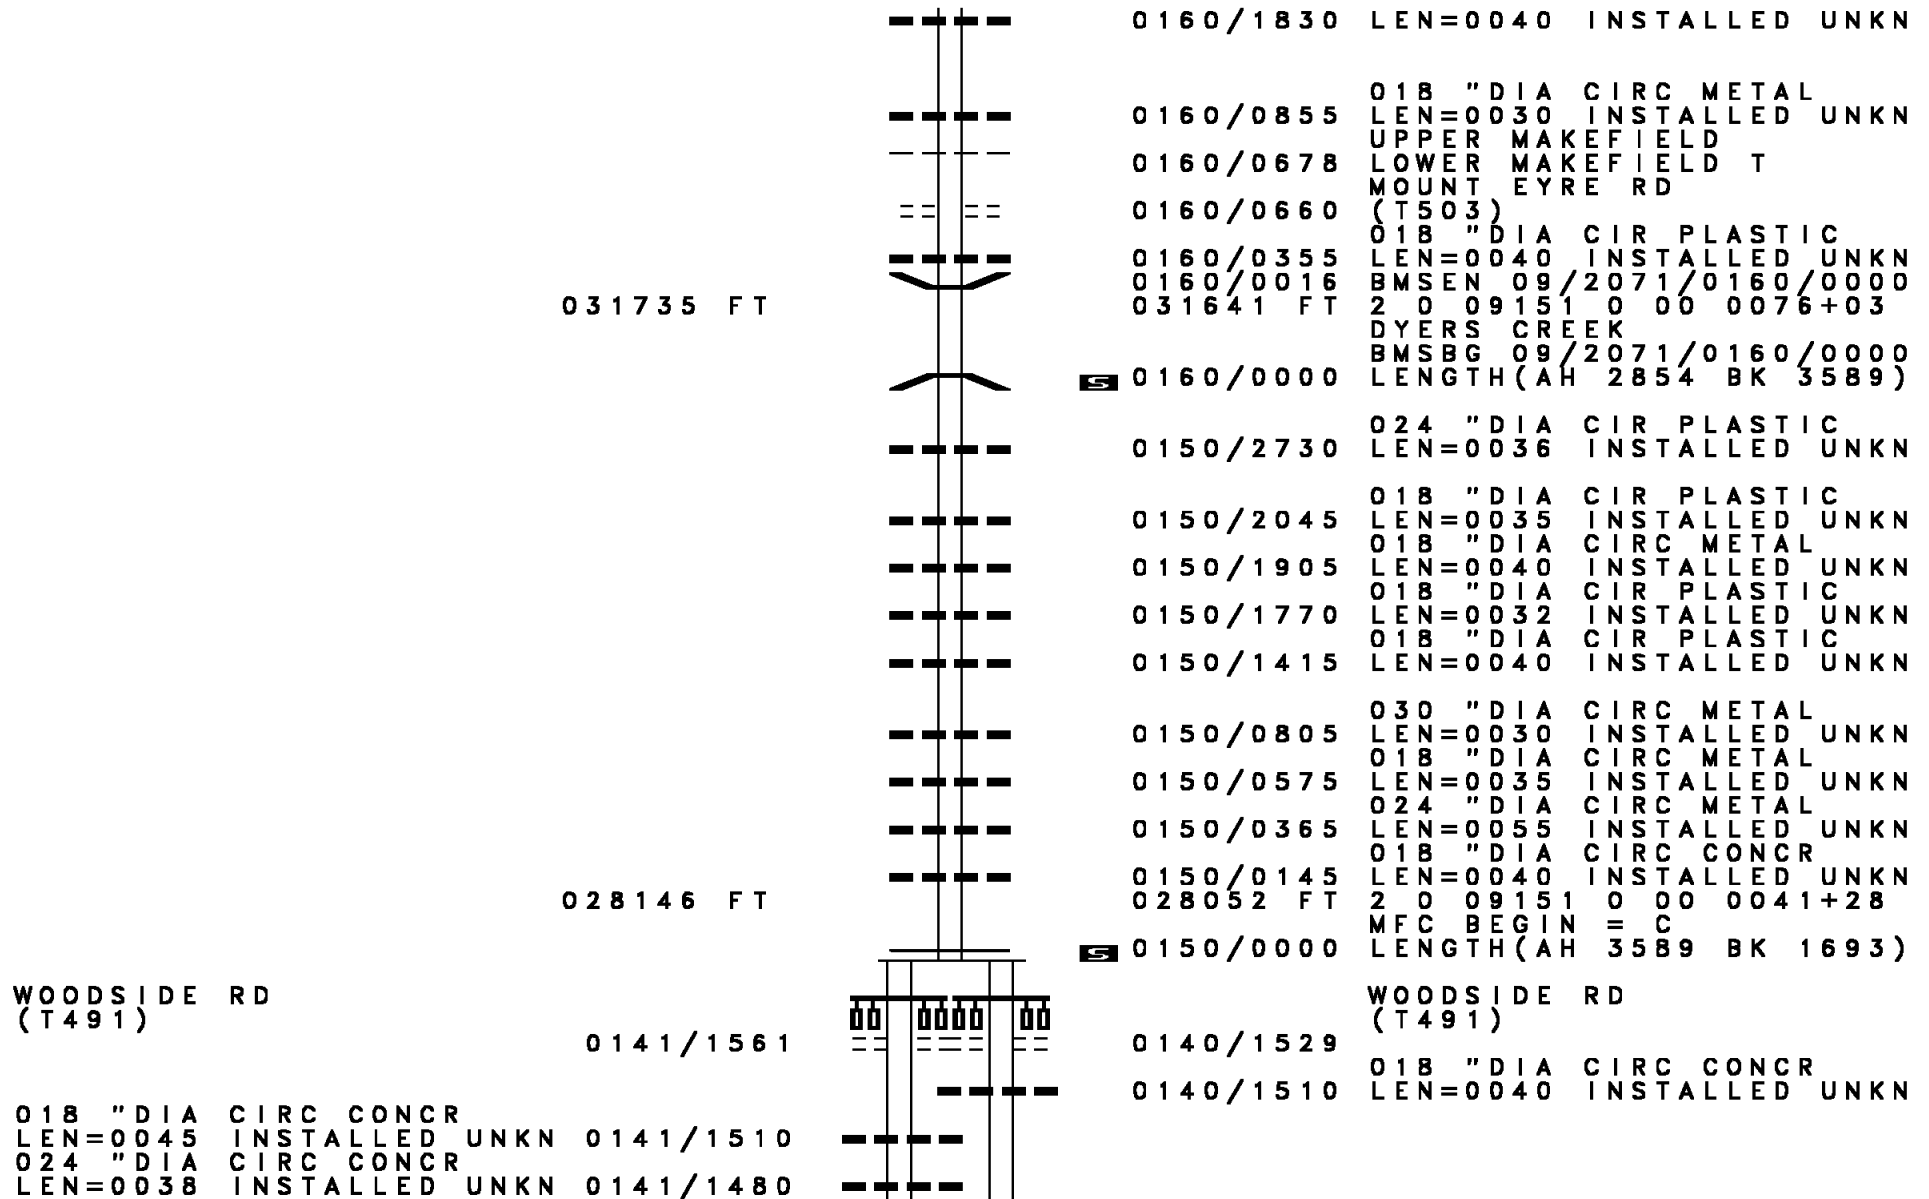 0160/1830 LEN=0040 INSTALLED UNKN
018 "DIA CIRC METAL
0160/0855 LEN=0030 INSTALLED UNKN
UPPER MAKEFIELD
0160/0678 LOWER MAKEFIELD T
MOUNT EYRE RD
0160/0660 (T503)
018 "DIA CIR PLASTIC
0160/0355 LEN=0040 INSTALLED UNKN
0160/0016 BMSEN 09/2071/0160/0000
031735 FT 031641 FT 2 0 09151 0 00 0076+03
DYERS CREEK
BMSBG 09/2071/0160/0000
S 0160/0000 LENGTH(AH 2854 BK 3589)
024 "DIA CIR PLASTIC
0150/2730 LEN=0036 INSTALLED UNKN
018 "DIA CIR PLASTIC
0150/2045 LEN=0035 INSTALLED UNKN
018 "DIA CIRC METAL
0150/1905 LEN=0040 INSTALLED UNKN
018 "DIA CIR PLASTIC
0150/1770 LEN=0032 INSTALLED UNKN
018 "DIA CIR PLASTIC
0150/1415 LEN=0040 INSTALLED UNKN
030 "DIA CIRC METAL
0150/0805 LEN=0030 INSTALLED UNKN
018 "DIA CIRC METAL
0150/0575 LEN=0035 INSTALLED UNKN
024 "DIA CIRC METAL
0150/0365 LEN=0055 INSTALLED UNKN
018 "DIA CIRC CONCR
0150/0145 LEN=0040 INSTALLED UNKN
028146 FT 028052 FT 2 0 09151 0 00 0041+28
MFC BEGIN = C
S 0150/0000 LENGTH(AH 3589 BK 1693)
WOODSIDE RD WOODSIDE RD
(T491) (T491)
0141/1561 0140/1529
018 "DIA CIRC CONCR
0140/1510 LEN=0040 INSTALLED UNKN
018 "DIA CIRC CONCR
LEN=0045 INSTALLED UNKN 0141/1510
024 "DIA CIRC CONCR
LEN=0038 INSTALLED UNKN 0141/1480